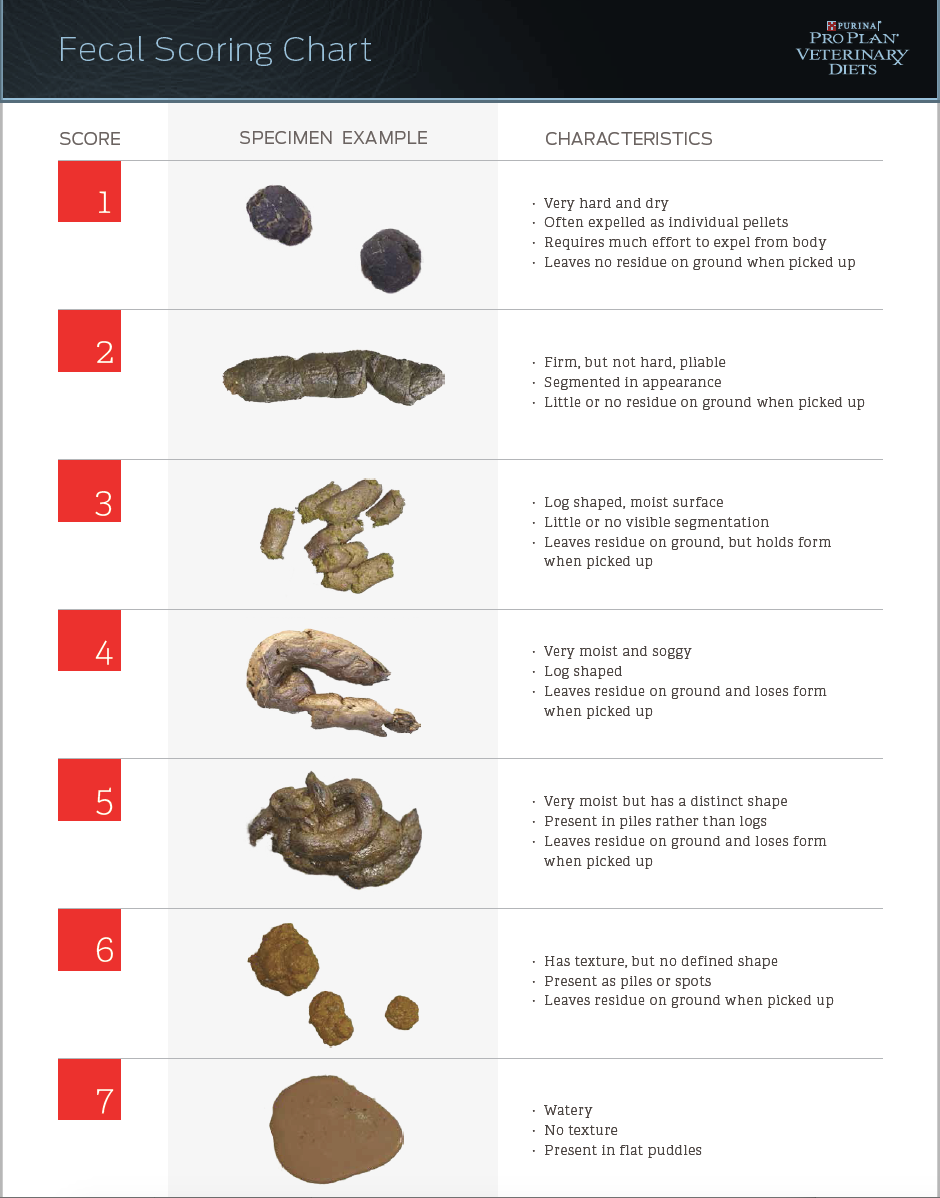 Fecal Scoring Chart
PURINA
PRO PLAN
VETERINARY
DIETS
SCORE
SPECIMEN EXAMPLE
CHARACTERISTICS
1
· Very hard and dry
· Often expelled as individual pellets
· Requires much effort to expel from body
· Leaves no residue on ground when picked up
2
· Firm, but not hard, pliable
· Segmented in appearance
· Little or no residue on ground when picked up
3
· Log shaped, moist surface
· Little or no visible segmentation
· Leaves residue on ground, but holds form
when picked up
4
· Very moist and soggy
· Log shaped
· Leaves residue on ground and loses form
when picked up
5
· Very moist but has a distinct shape
· Present in piles rather than logs
· Leaves residue on ground and loses form
when picked up
6
· Has texture, but no defined shape
· Present as piles or spots
· Leaves residue on ground when picked up
7
· Watery
· No texture
· Present in flat puddles